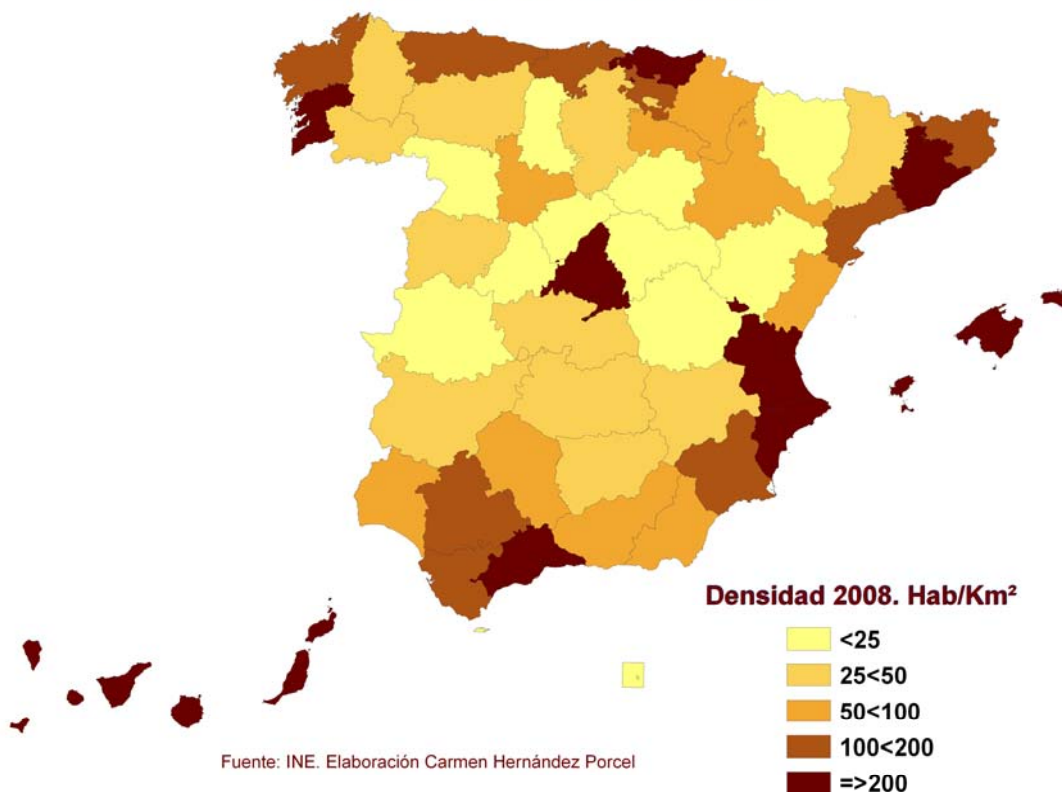 Densidad 2008. Hab/Km²
<25
25<50
50<100
100<200
=>200
Fuente: INE. Elaboración Carmen Hernández Porcel